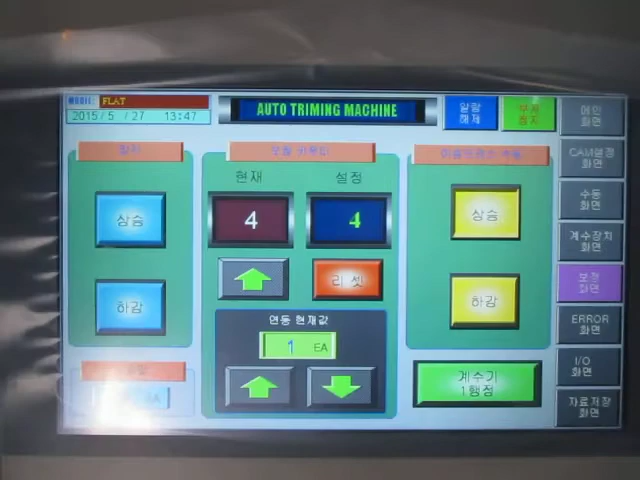 MODEL:
FLAT
2015/5 /27 13:47
AUTO TRIMING MACHINE
알람
해제
부저
정지
메인
화면
CAM설정
화면
수동
화면
계수장치
화면
보정
화면
ERROR
화면
I/O
화면
자료저장
화면
현재
설정
4
4
상승
하강
리 셋
상승
하강
연동 현재값
1 EA
계수기
1행정